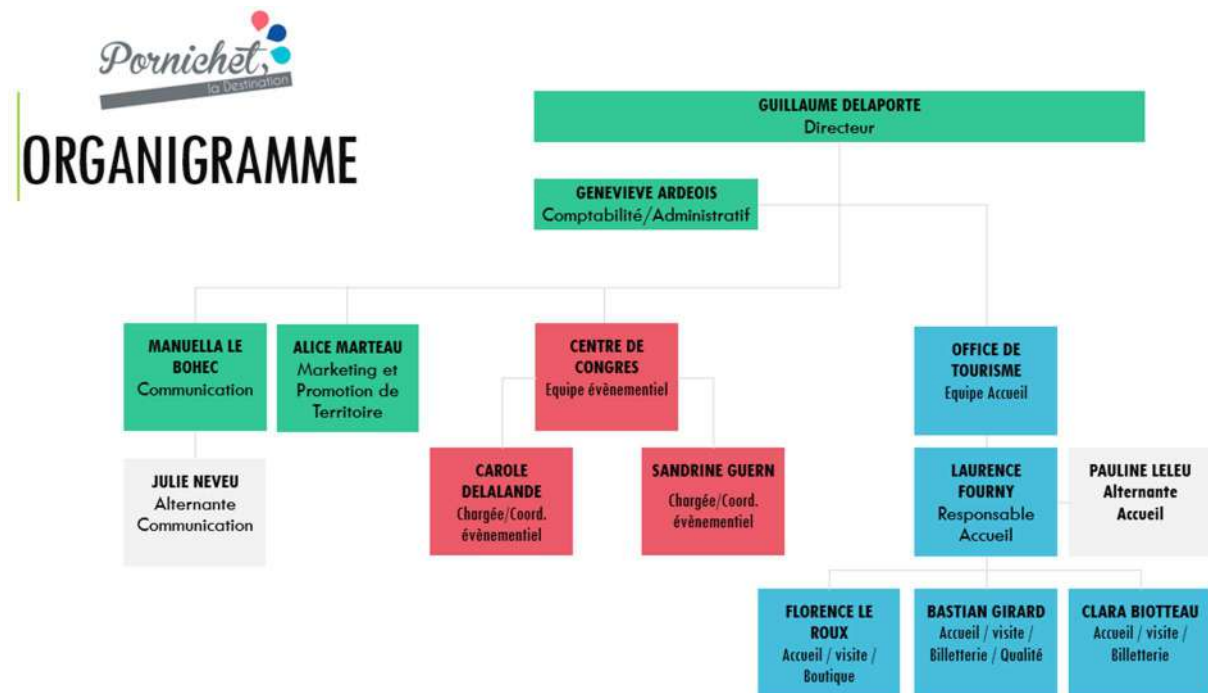 Pornichet,
la Destination
ORGANIGRAMME
GUILLAUME DELAPORTE
Directeur
GENEVIEVE ARDEOIS
Comptabilité/Administratif
MANUELLA LE
BOHEC
Communication
ALICE MARTEAU
Marketing et
Promotion de
Territoire
CENTRE DE
CONGRES
Equipe évènementiel
OFFICE DE
TOURISME
Equipe Accueil
JULIE NEVEU
Alternante
Communication
CAROLE
DELALANDE
Chargée/Coord.
évènementiel
SANDRINE GUERN
Chargée/Coord.
évènementiel
LAURENCE
FOURNY
Responsable
Accueil
PAULINE LELEU
Alternante
Accueil
FLORENCE LE
ROUX
Accueil / visite /
Boutique
BASTIAN GIRARD
Accueil / visite /
Billetterie / Qualité
CLARA BIOTTEAU
Accueil / visite /
Billetterie